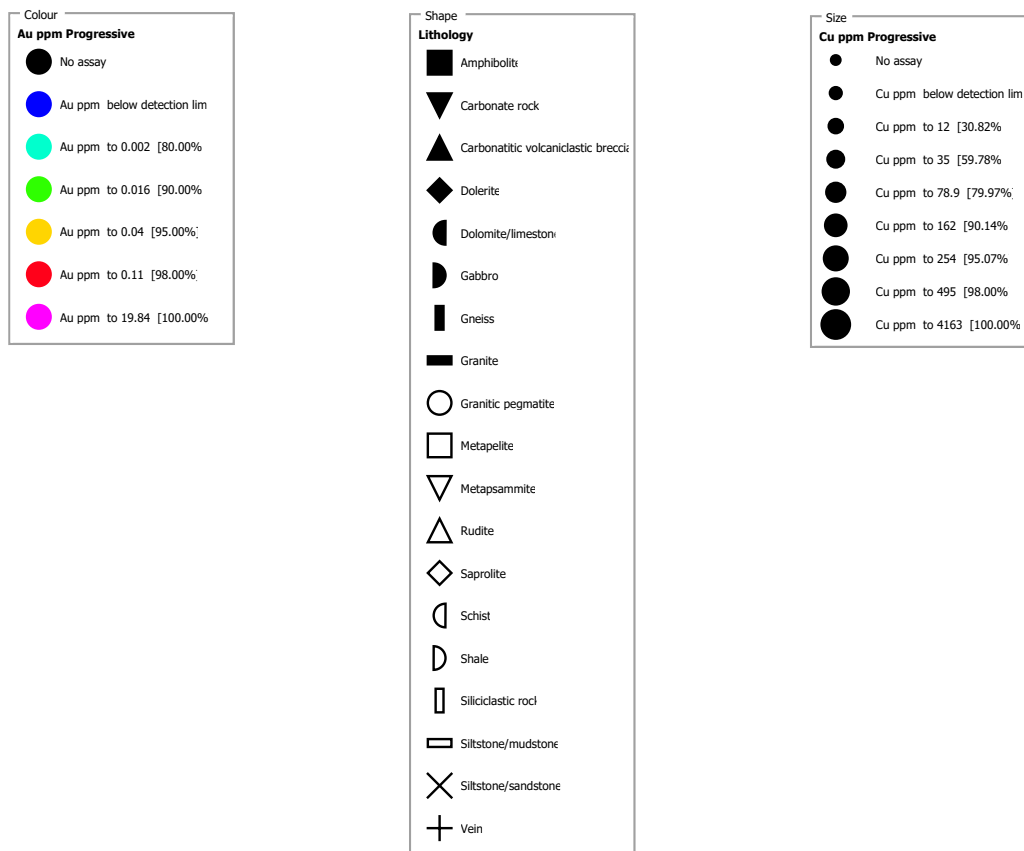 Colour
Au ppm Progressive
No assay
Au ppm below detection lim
Au ppm to 0.002 [80.00%
Au ppm to 0.016 [90.00%
Au ppm to 0.04 [95.00%]
Au ppm to 0.11 [98.00%]
Au ppm to 19.84 [100.00%
Shape
Lithology
Amphibolite
Carbonate rock
Carbonatitic volcaniclastic breccia
Dolerite
Dolomite/limestone
Gabbro
Gneiss
Granite
Granitic pegmatite
Metapelite
Metapsammite
Rudite
Saprolite
Schist
Shale
Siliciclastic rock
Siltstone/mudstone
Siltstone/sandstone
Vein
Size
Cu ppm Progressive
No assay
Cu ppm below detection lim
Cu ppm to 12 [30.82%
Cu ppm to 35 [59.78%
Cu ppm to 78.9 [79.97%]
Cu ppm to 162 [90.14%
Cu ppm to 254 [95.07%
Cu ppm to 495 [98.00%
Cu ppm to 4163 [100.00%